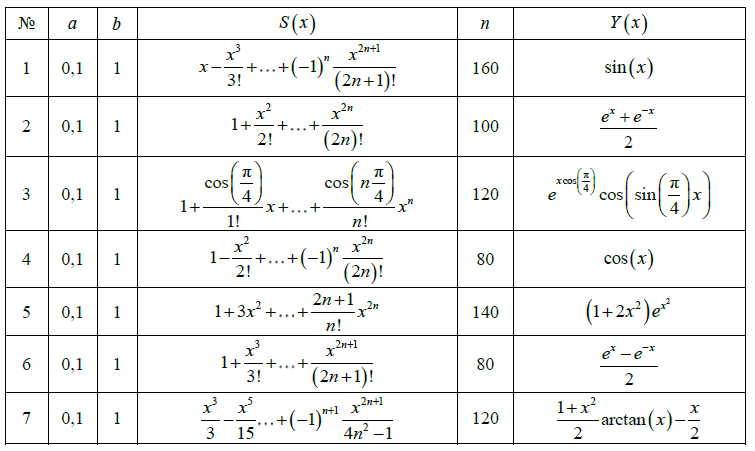 № a b S(x) n Y(x)
1 0,1 1 x − x^3/3! + … + (−1)^n x^(2n+1)/(2n+1)! 160 sin(x)
2 0,1 1 1 + x^2/2! + … + x^(2n)/(2n)! 100 (e^x + e^(−x))/2
3 0,1 1 1 + cos(π/4)/1! x + … + cos(n π/4)/n! x^n 120 e^(x cos(π/4)) cos(sin(π/4)x)
4 0,1 1 1 − x^2/2! + … + (−1)^n x^(2n)/(2n)! 80 cos(x)
5 0,1 1 1 + 3x^2 + … + (2n+1)/n! x^(2n) 140 (1 + 2x^2)e^(x^2)
6 0,1 1 1 + x^3/3! + … + x^(2n+1)/(2n+1)! 80 (e^x − e^(−x))/2
7 0,1 1 x^3/3 − x^5/15 … + (−1)^(n+1) x^(2n+1)/(4n^2 − 1) 120 (1 + x^2)/2 arctan(x) − x/2